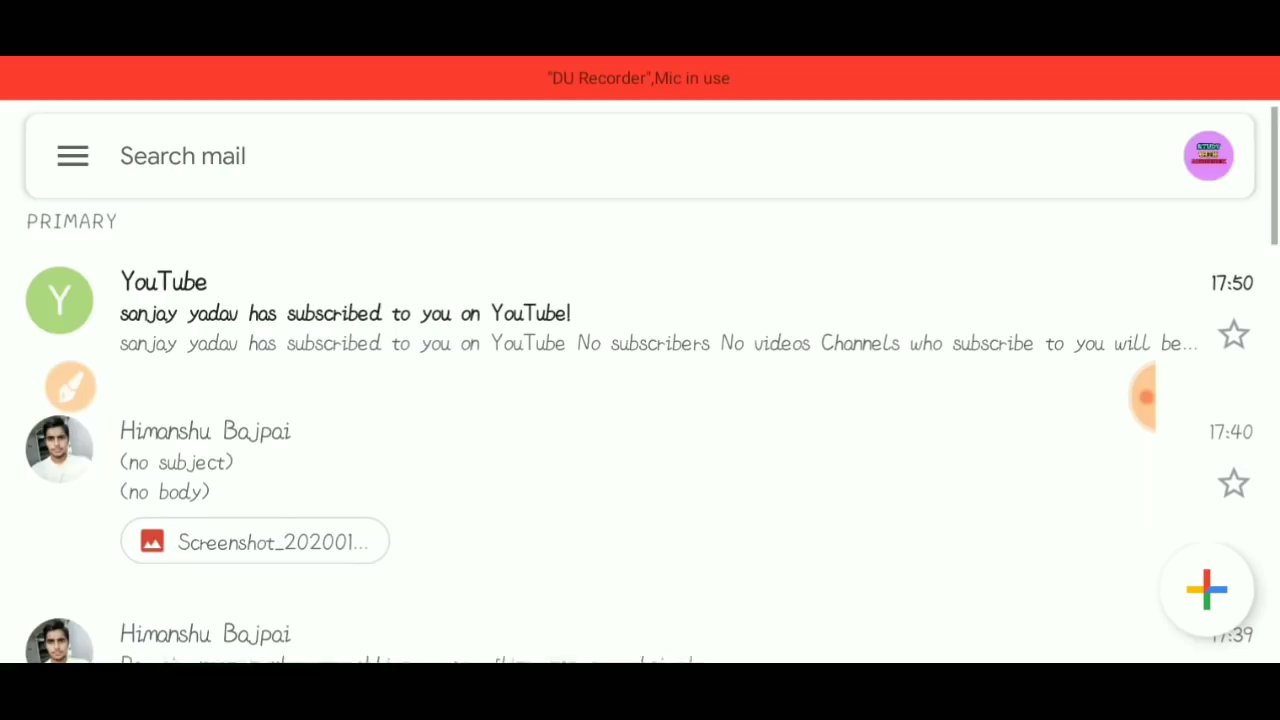 "DU Recorder",Mic in use
Search mail
PRIMARY
Y
YouTube
17:50
sanjay yadav has subscribed to you on YouTube!
sanjay yadav has subscribed to you on YouTube No subscribers No videos Channels who subscribe to you will be...
Himanshu Bajpai
17:40
(no subject)
(no body)
Screenshot_202001...
Himanshu Bajpai
17:39